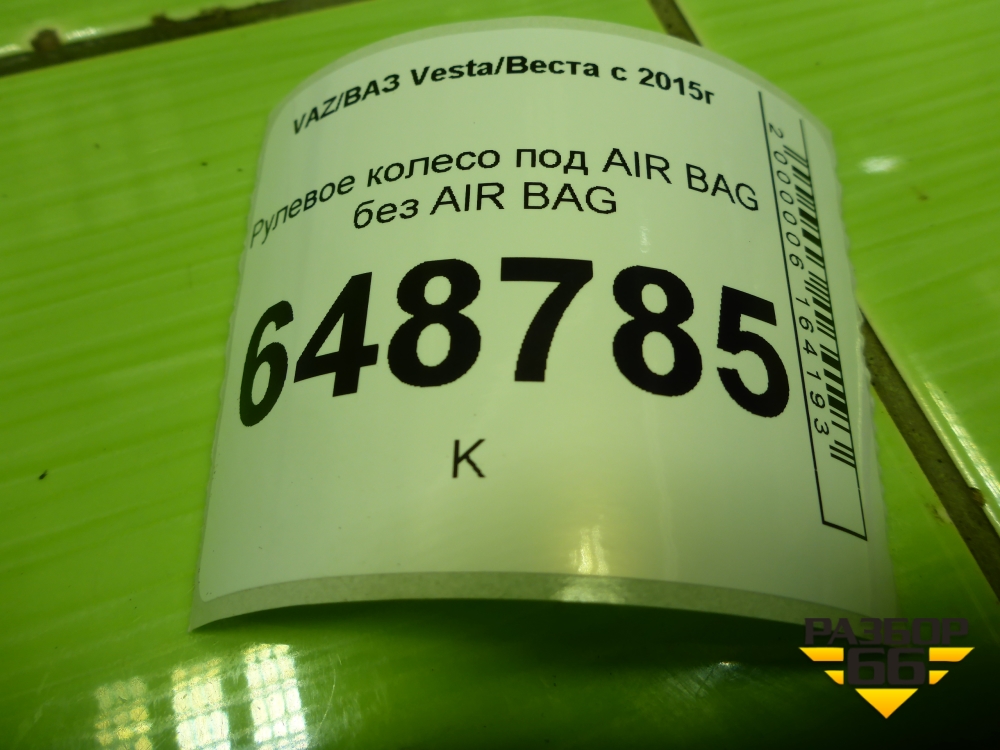 VAZ/ВАЗ Vesta/Веста с 2015г
Рулевое колесо под AIR BAG
без AIR BAG
648785
К
2000006164193
РАЗБОР
66